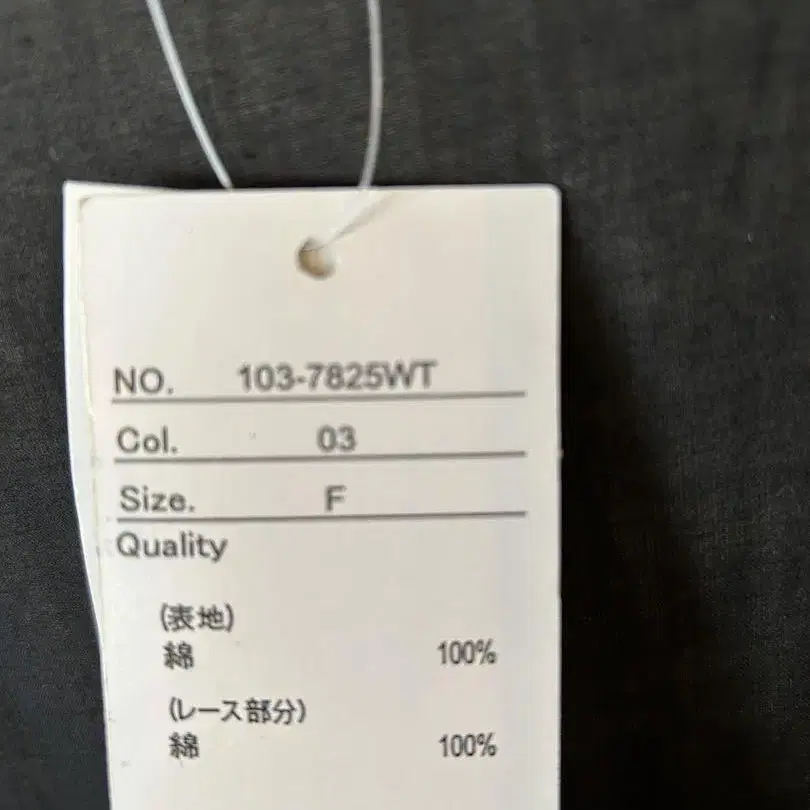 NO. 103-7825WT
Col. 03
Size. F
Quality
(表地)
綿 100%
(レース部分)
綿 100%